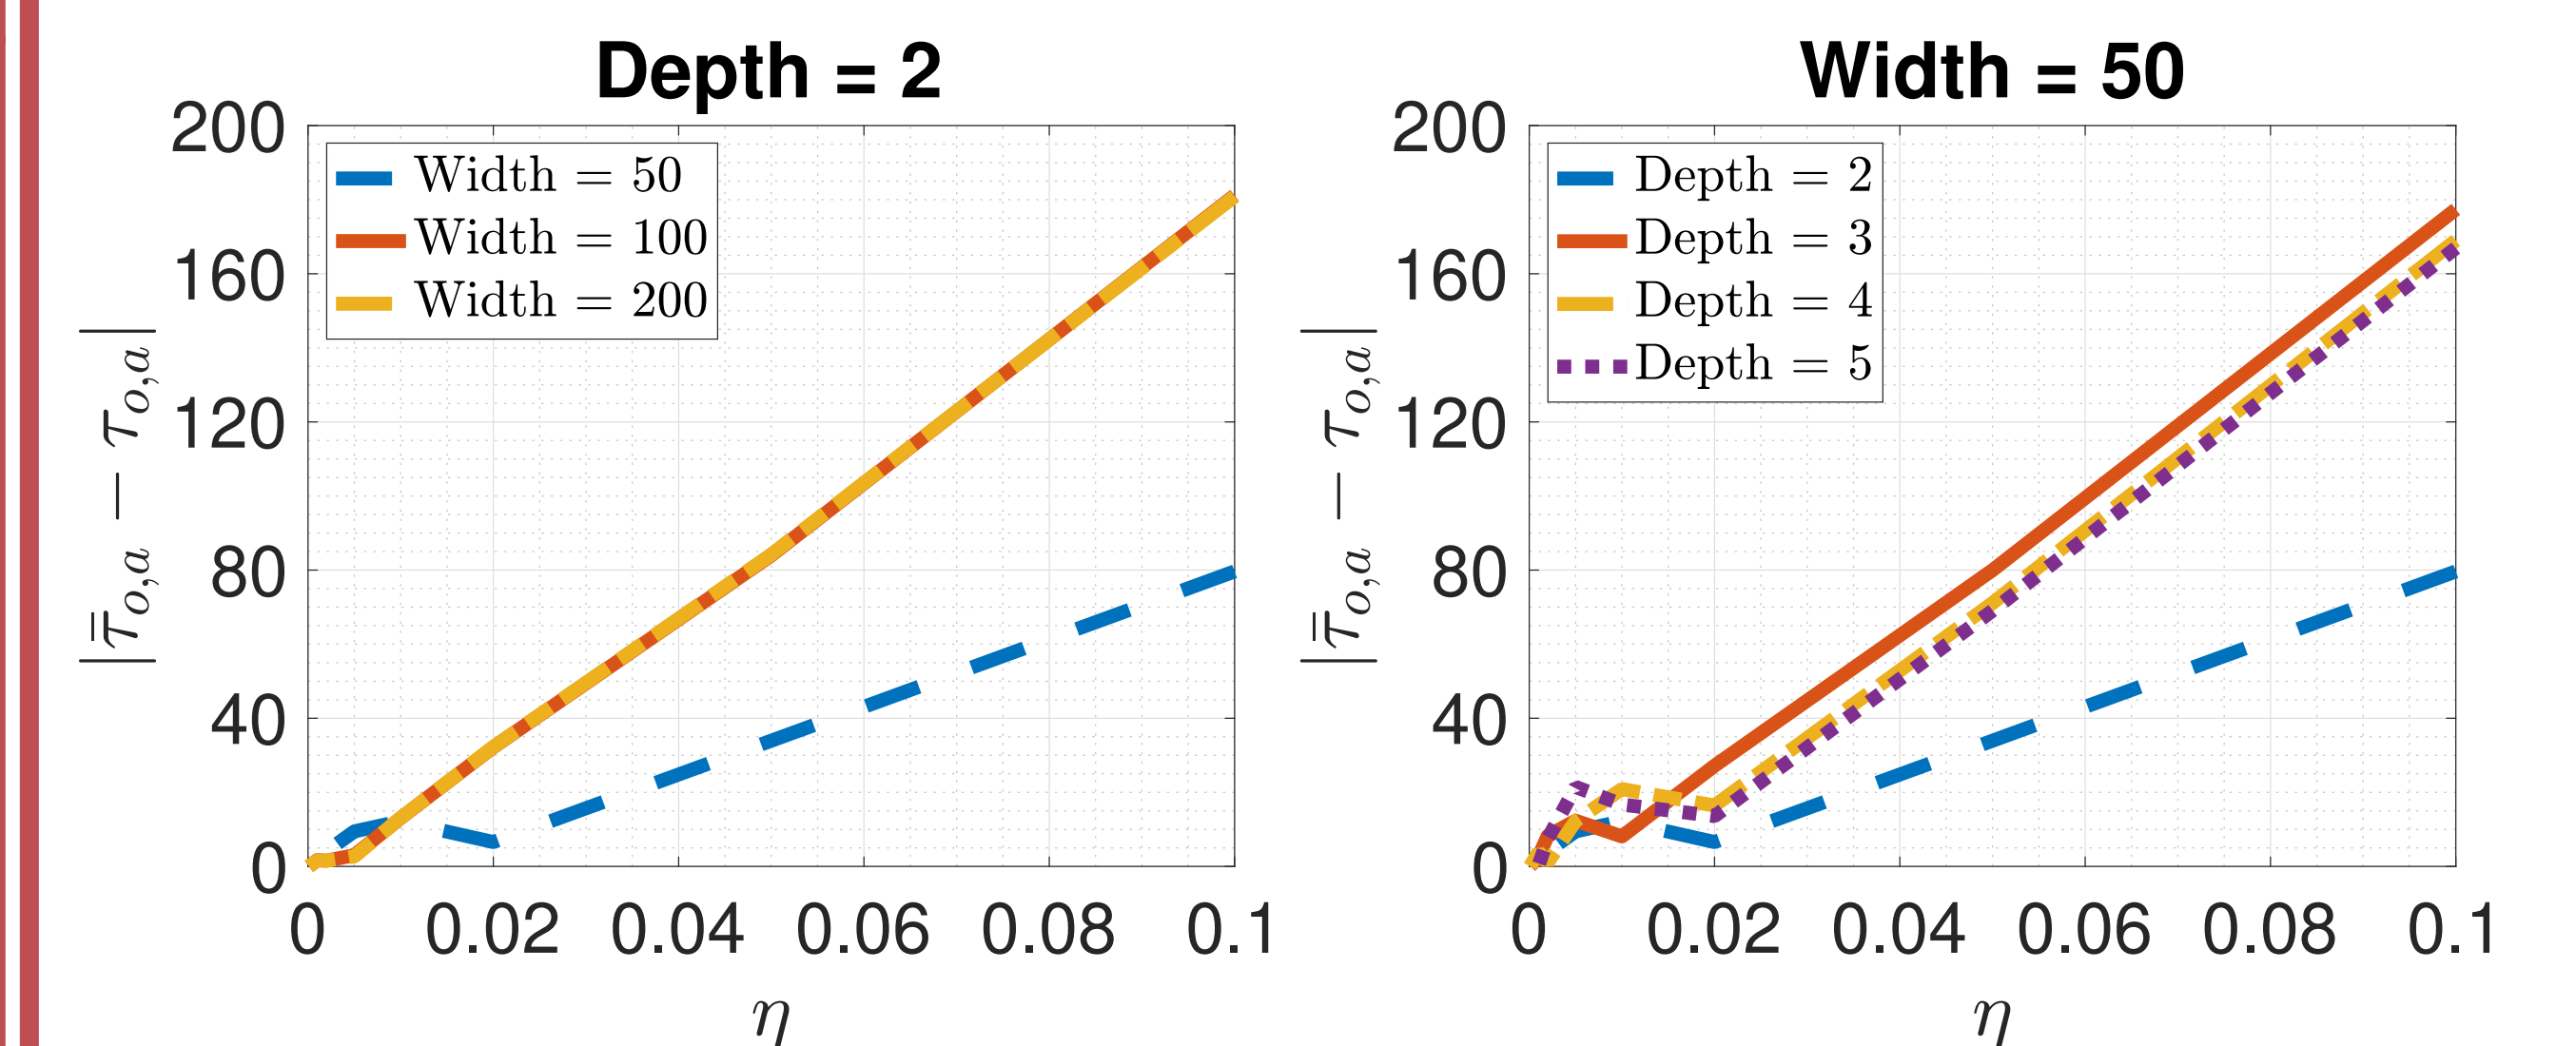 Depth = 2
200
160
120
80
40
0
|τ̿_{o,a} − τ_{o,a}|
Width = 50
Width = 100
Width = 200
0 0.02 0.04 0.06 0.08 0.1
η
Width = 50
200
160
120
80
40
0
|τ̿_{o,a} − τ_{o,a}|
Depth = 2
Depth = 3
Depth = 4
Depth = 5
0 0.02 0.04 0.06 0.08 0.1
η